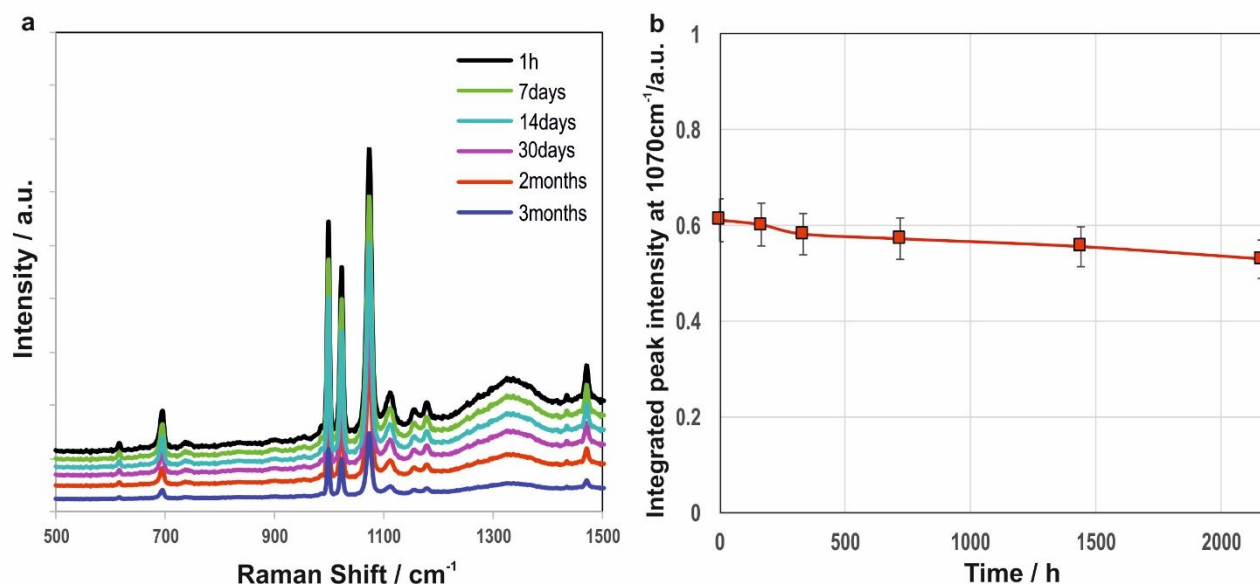 a
1h
7days
14days
30days
2months
3months
Intensity / a.u.
500 700 900 1100 1300 1500
Raman Shift / cm⁻¹
b
1
0.8
0.6
0.4
0.2
0
Integrated peak intensity at 1070cm⁻¹/a.u.
0 500 1000 1500 2000
Time / h